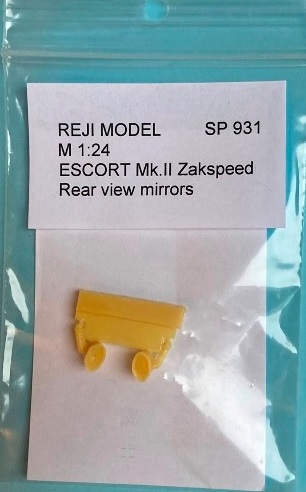 REJI MODEL SP 931
M 1:24
ESCORT Mk.II Zakspeed
Rear view mirrors